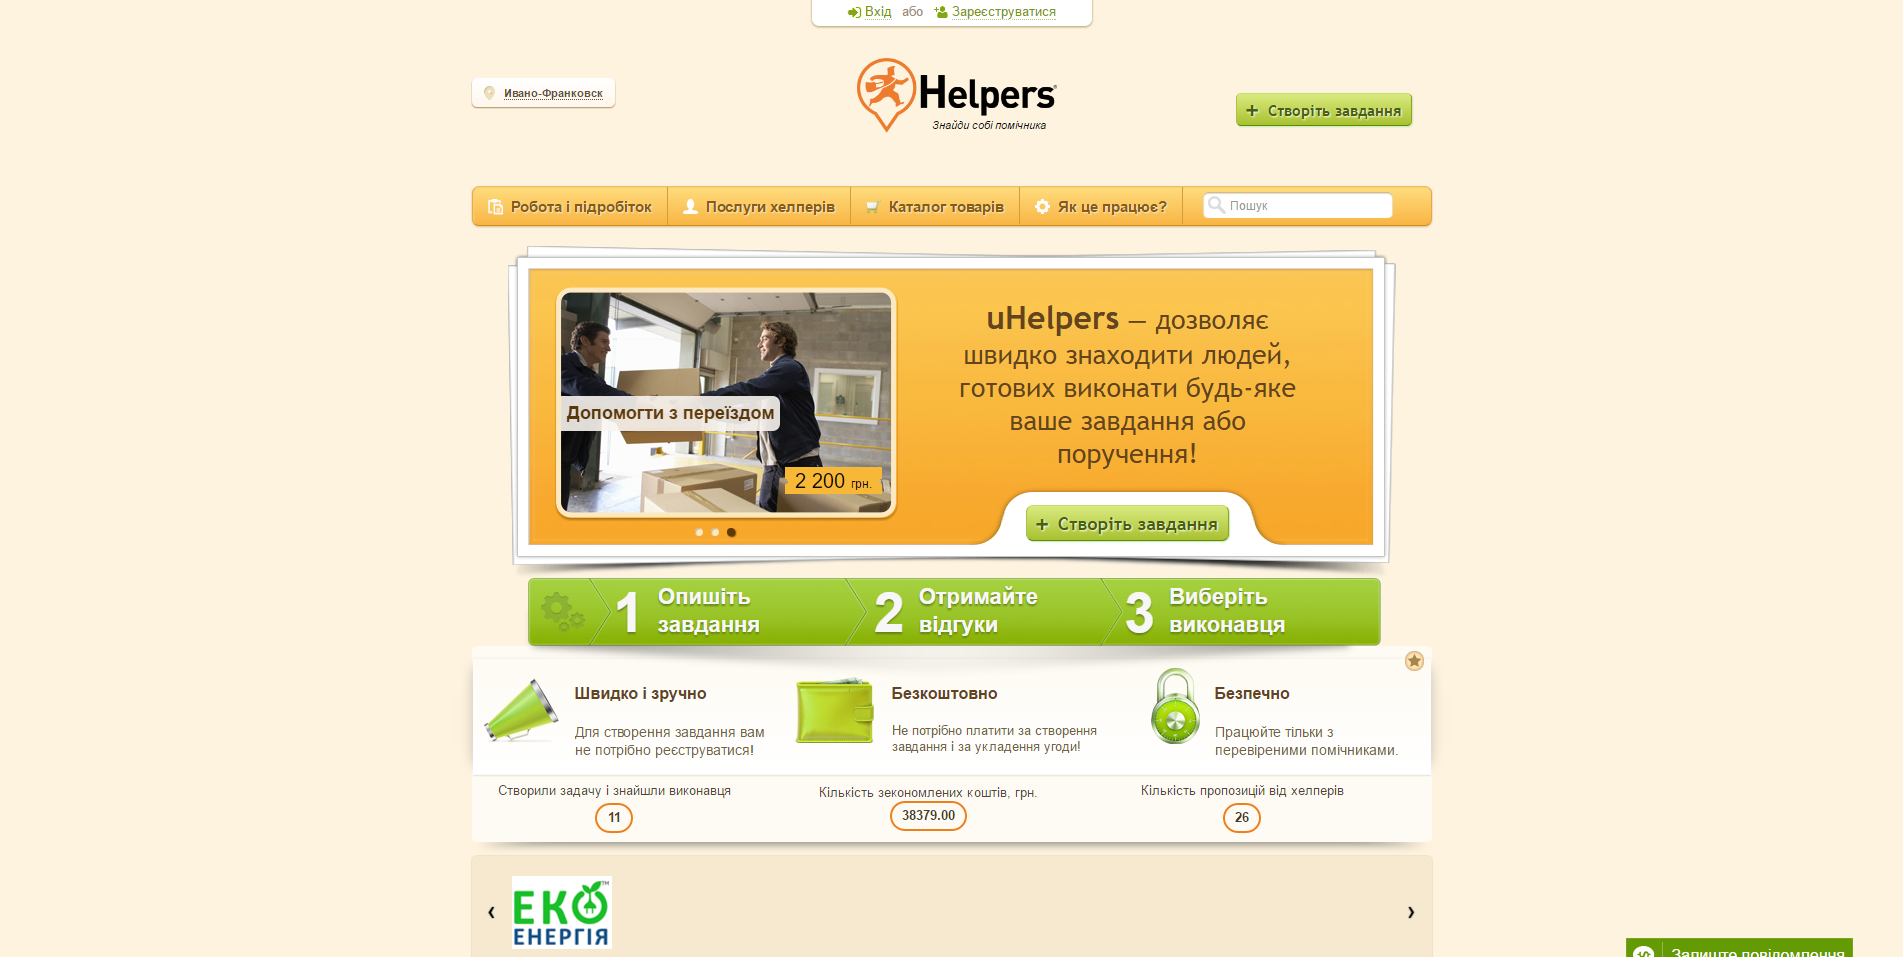 Вхід або Зареєструватися
Ивано-Франковск
Helpers
Знайди собі помічника
+ Створіть завдання
Робота і підробіток
Послуги хелперів
Каталог товарів
Як це працює?
Пошук
Допомогти з переїздом
2 200 грн.
uHelpers — дозволяє
швидко знаходити людей,
готових виконати будь-яке
ваше завдання або
поручення!
+ Створіть завдання
1 Опишіть
завдання
2 Отримайте
відгуки
3 Виберіть
виконавця
Швидко і зручно
Для створення завдання вам
не потрібно реєструватися!
Безкоштовно
Не потрібно платити за створення
завдання і за укладення угоди!
Безпечно
Працюйте тільки з
перевіреними помічниками.
Створили задачу і знайшли виконавця
11
Кількість зекономлених коштів, грн.
38379.00
Кількість пропозицій від хелперів
26
ЕКО™
ЕНЕРГІЯ
Залиште повідомлення